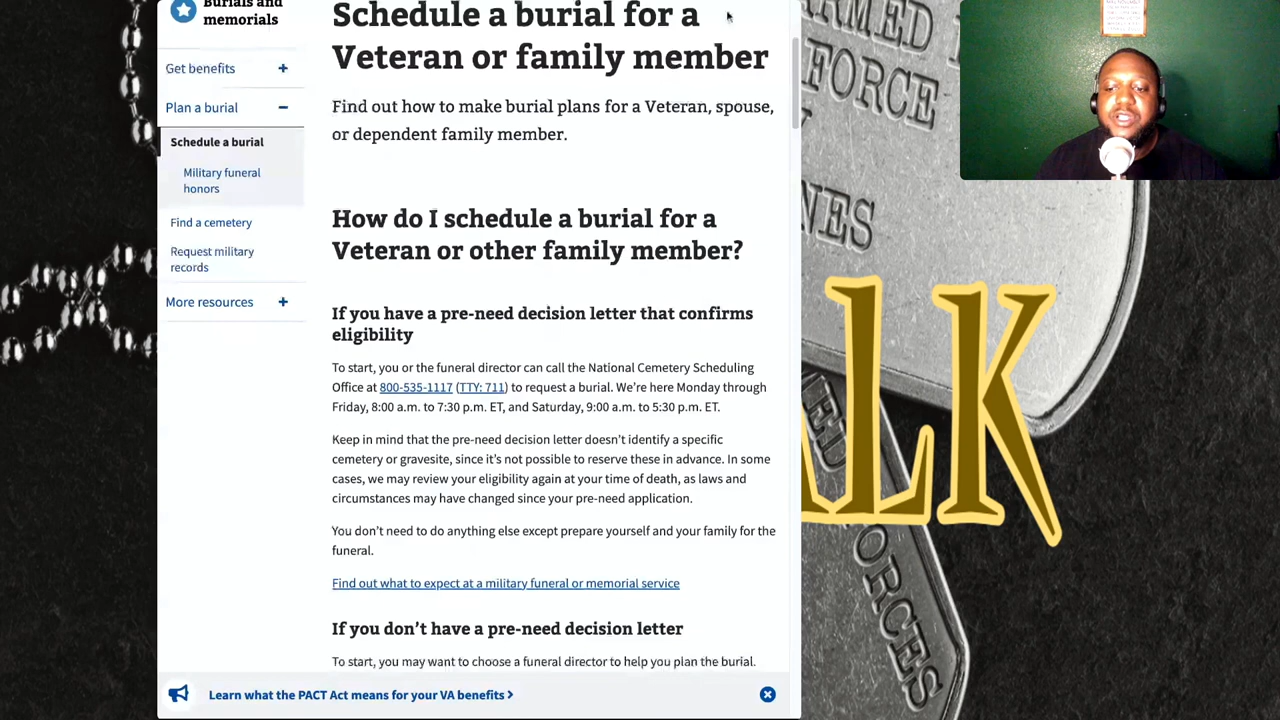 Burials and
memorials
Get benefits
Plan a burial
Schedule a burial
Military funeral
honors
Find a cemetery
Request military
records
More resources
Schedule a burial for a
Veteran or family member
Find out how to make burial plans for a Veteran, spouse,
or dependent family member.
How do I schedule a burial for a
Veteran or other family member?
If you have a pre-need decision letter that confirms
eligibility
To start, you or the funeral director can call the National Cemetery Scheduling
Office at 800-535-1117 (TTY: 711) to request a burial. We’re here Monday through
Friday, 8:00 a.m. to 7:30 p.m. ET, and Saturday, 9:00 a.m. to 5:30 p.m. ET.
Keep in mind that the pre-need decision letter doesn’t identify a specific
cemetery or gravesite, since it’s not possible to reserve these in advance. In some
cases, we may review your eligibility again at your time of death, as laws and
circumstances may have changed since your pre-need application.
You don’t need to do anything else except prepare yourself and your family for the
funeral.
Find out what to expect at a military funeral or memorial service
If you don’t have a pre-need decision letter
To start, you may want to choose a funeral director to help you plan the burial.
Learn what the PACT Act means for your VA benefits
ARMED
FORCE
NES
ALK
ORCES